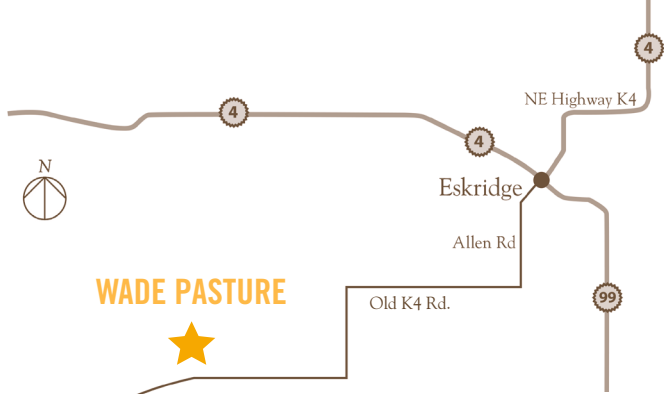 4
NE Highway K4
4
4
N
Eskridge
Allen Rd
WADE PASTURE
99
Old K4 Rd.